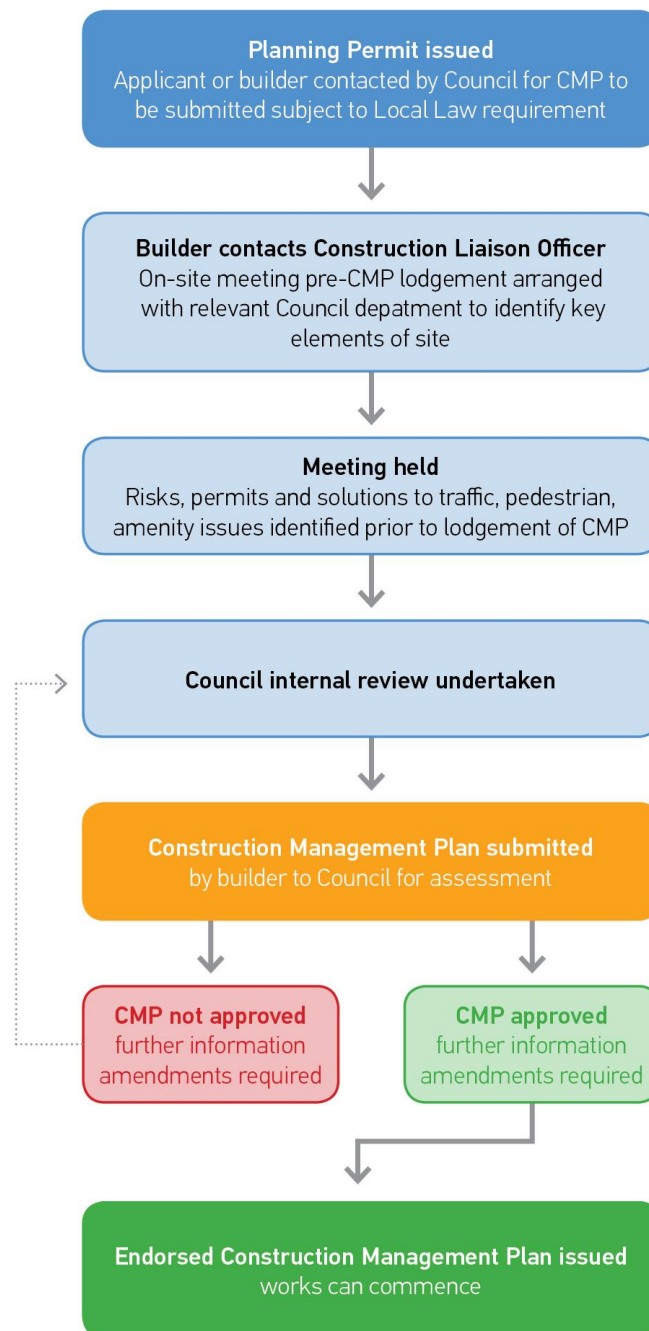 Planning Permit issued
Applicant or builder contacted by Council for CMP to
be submitted subject to Local Law requirement
Builder contacts Construction Liaison Officer
On-site meeting pre-CMP lodgement arranged
with relevant Council depatment to identify key
elements of site
Meeting held
Risks, permits and solutions to traffic, pedestrian,
amenity issues identified prior to lodgement of CMP
Council internal review undertaken
Construction Management Plan submitted
by builder to Council for assessment
CMP not approved
further information
amendments required
CMP approved
further information
amendments required
Endorsed Construction Management Plan issued
works can commence